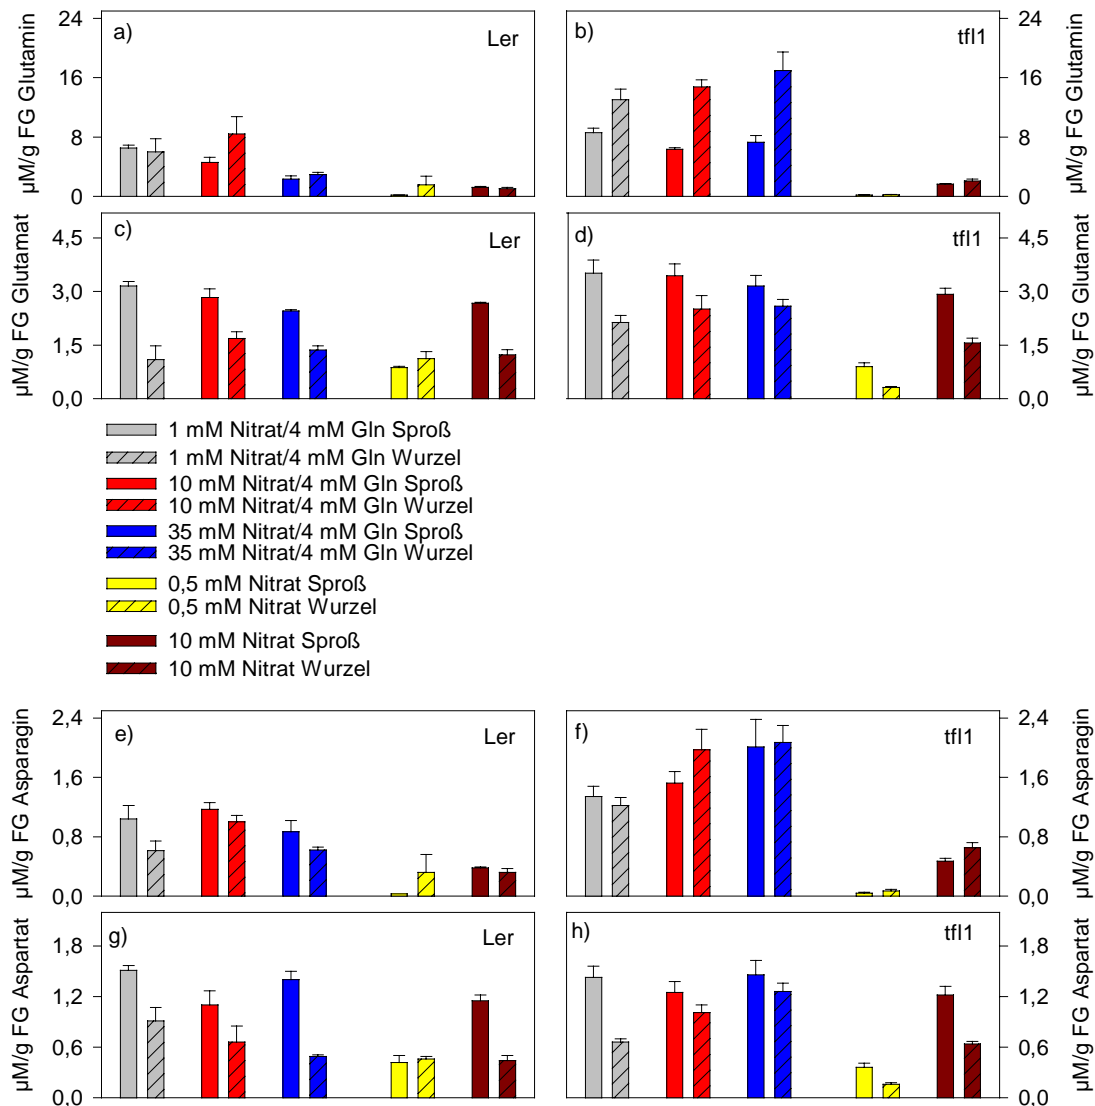 24
16
8
0
µM/g FG Glutamin
a)
Ler
b)
tfl1
24
16
8
0
µM/g FG Glutamin
4,5
3,0
1,5
0,0
µM/g FG Glutamat
c)
Ler
d)
tfl1
4,5
3,0
1,5
0,0
µM/g FG Glutamat
1 mM Nitrat/4 mM Gln Sproß
1 mM Nitrat/4 mM Gln Wurzel
10 mM Nitrat/4 mM Gln Sproß
10 mM Nitrat/4 mM Gln Wurzel
35 mM Nitrat/4 mM Gln Sproß
35 mM Nitrat/4 mM Gln Wurzel
0,5 mM Nitrat Sproß
0,5 mM Nitrat Wurzel
10 mM Nitrat Sproß
10 mM Nitrat Wurzel
2,4
1,6
0,8
0,0
µM/g FG Asparagin
e)
Ler
f)
tfl1
2,4
1,6
0,8
0,0
µM/g FG Asparagin
1,8
1,2
0,6
0,0
µM/g FG Aspartat
g)
Ler
h)
tfl1
1,8
1,2
0,6
0,0
µM/g FG Aspartat